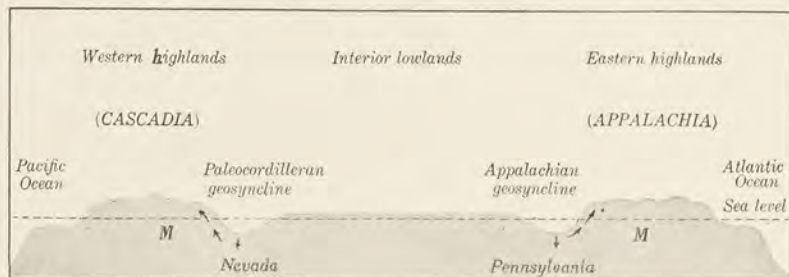 Western highlands Interior lowlands Eastern highlands
(CASCADIA) (APPALACHIA)
Pacific Ocean
Paleocordilleran geosyncline
Appalachian geosyncline
Atlantic Ocean
Sea level
M M
Nevada Pennsylvania